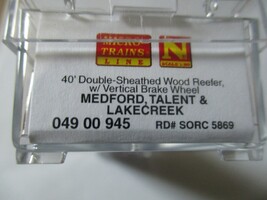 MICRO-
TRAINS
LINE
N
40' Double-Sheathed Wood Reefer,
w/ Vertical Brake Wheel
MEDFORD, TALENT &
LAKECREEK
049 00 945 RD# SORC 5869